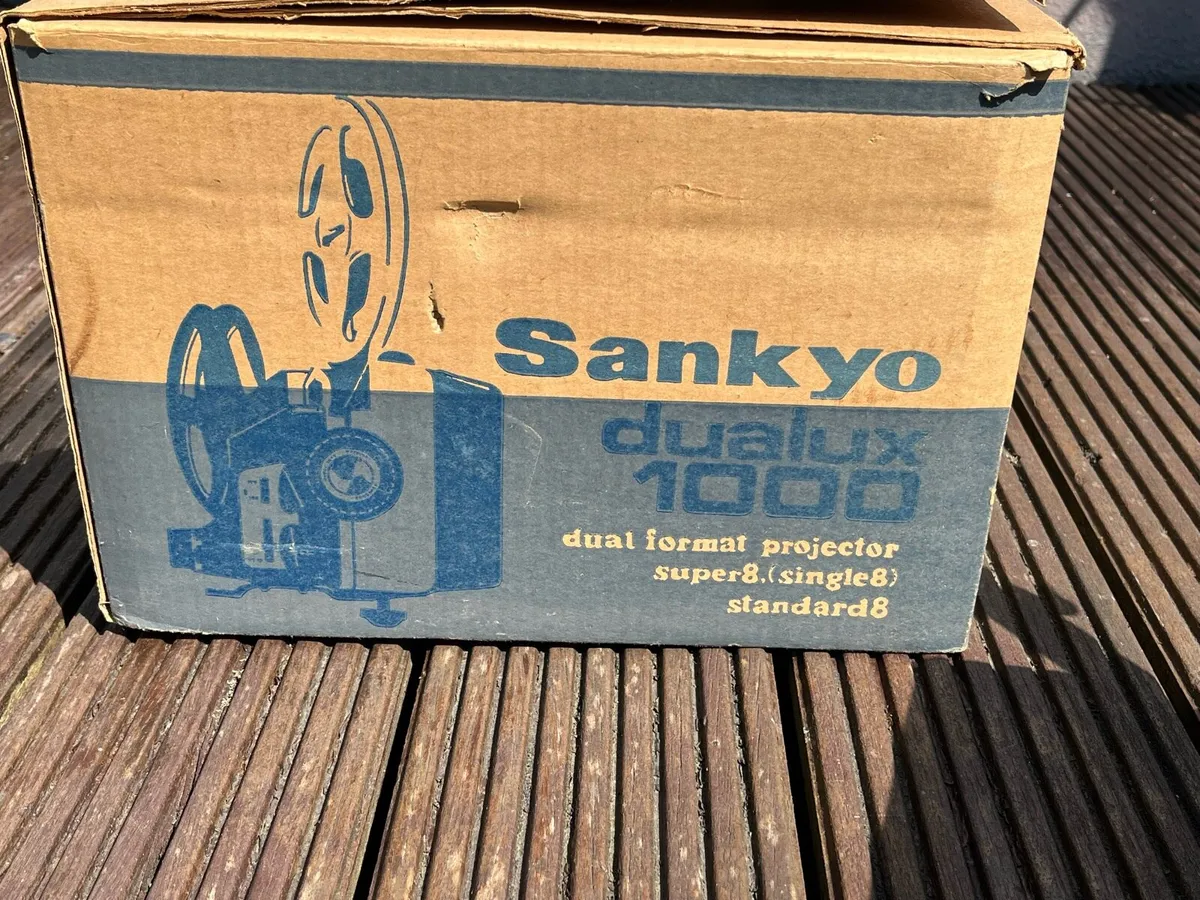 Sankyo
dualux
1000
dual format projector
super8,(single8)
standard8